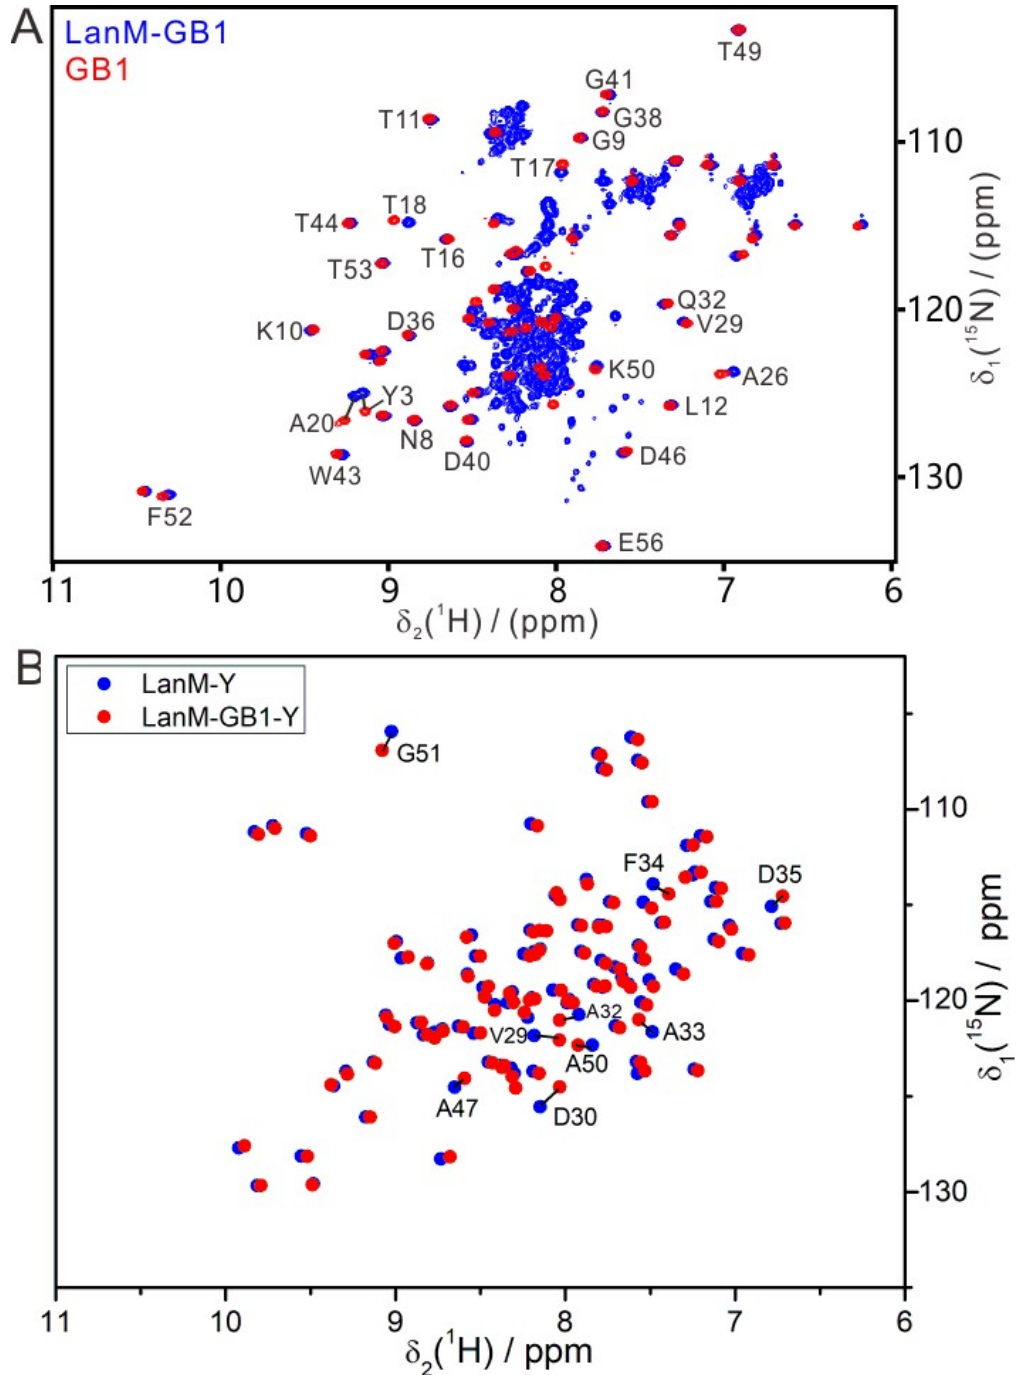 A
LanM-GB1
GB1
T49
G41
G38
T11
G9
T17
T18
T44
T16
T53
Q32
K10
D36
V29
K50
A26
Y3
L12
A20
N8
D40
D46
W43
F52
E56
110
120
130
δ₁(¹⁵N) / (ppm)
11 10 9 8 7 6
δ₂(¹H) / (ppm)
B
LanM-Y
LanM-GB1-Y
G51
F34
D35
A32
V29
A33
A50
A47
D30
110
120
130
δ₁(¹⁵N) / ppm
11 10 9 8 7 6
δ₂(¹H) / ppm